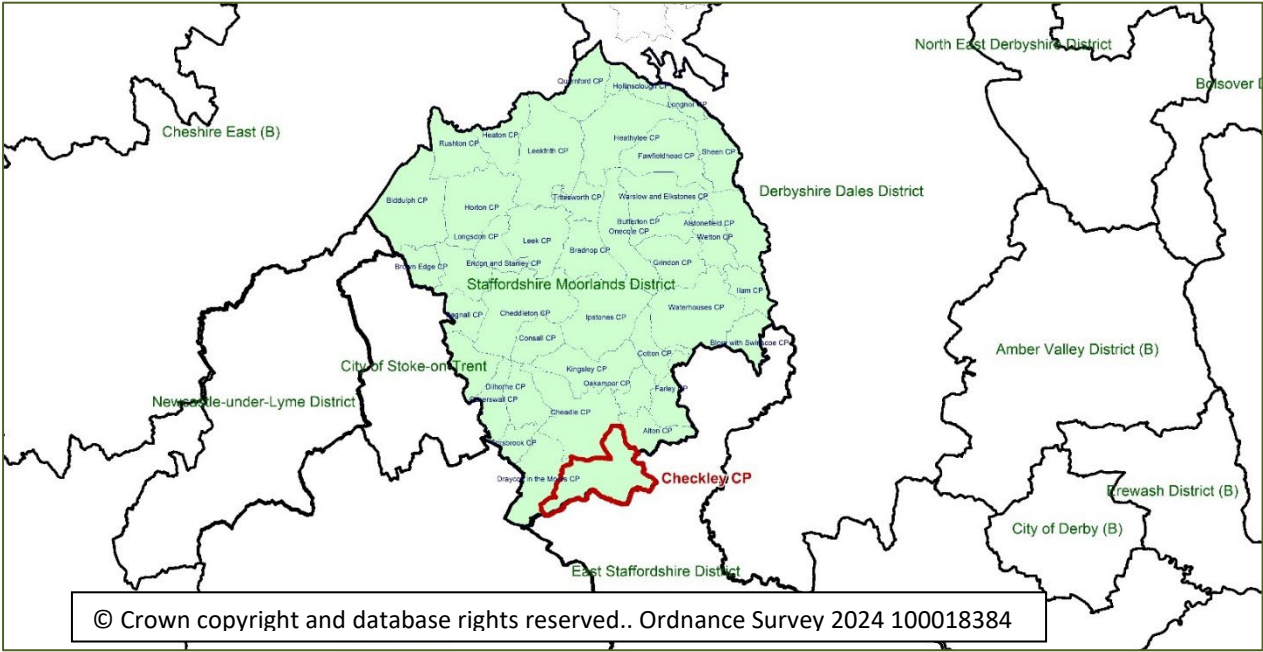 North East Derbyshire District
Quarnford CP
Hollinsclough CP
Bolsover D
Longnor CP
Cheshire East (B)
Heaton CP
Rushton CP
Leekfrith CP
Heathylee CP
Fawfieldhead CP
Sheen CP
Derbyshire Dales District
Biddulph CP
Horton CP
Tittesworth CP
Warslow and Elkstones CP
Butterton CP
Onecote CP
Alstonefield CP
Longsdon CP
Leek CP
Bradnop CP
Wetton CP
Brown Edge CP
Endon and Stanley CP
Grindon CP
Staffordshire Moorlands District
Ilam CP
Bagnall CP
Cheddleton CP
Ipstones CP
Waterhouses CP
Consall CP
Blore with Swinscoe CP
Amber Valley District (B)
Cotton CP
City of Stoke-on-Trent
Kingsley CP
Oakamoor CP
Dilhorne CP
Farley CP
Newcastle-under-Lyme District
Cheadle CP
Alton CP
Draycott in the Moors CP
Checkley CP
Erewash District (B)
City of Derby (B)
East Staffordshire District
© Crown copyright and database rights reserved.. Ordnance Survey 2024 100018384